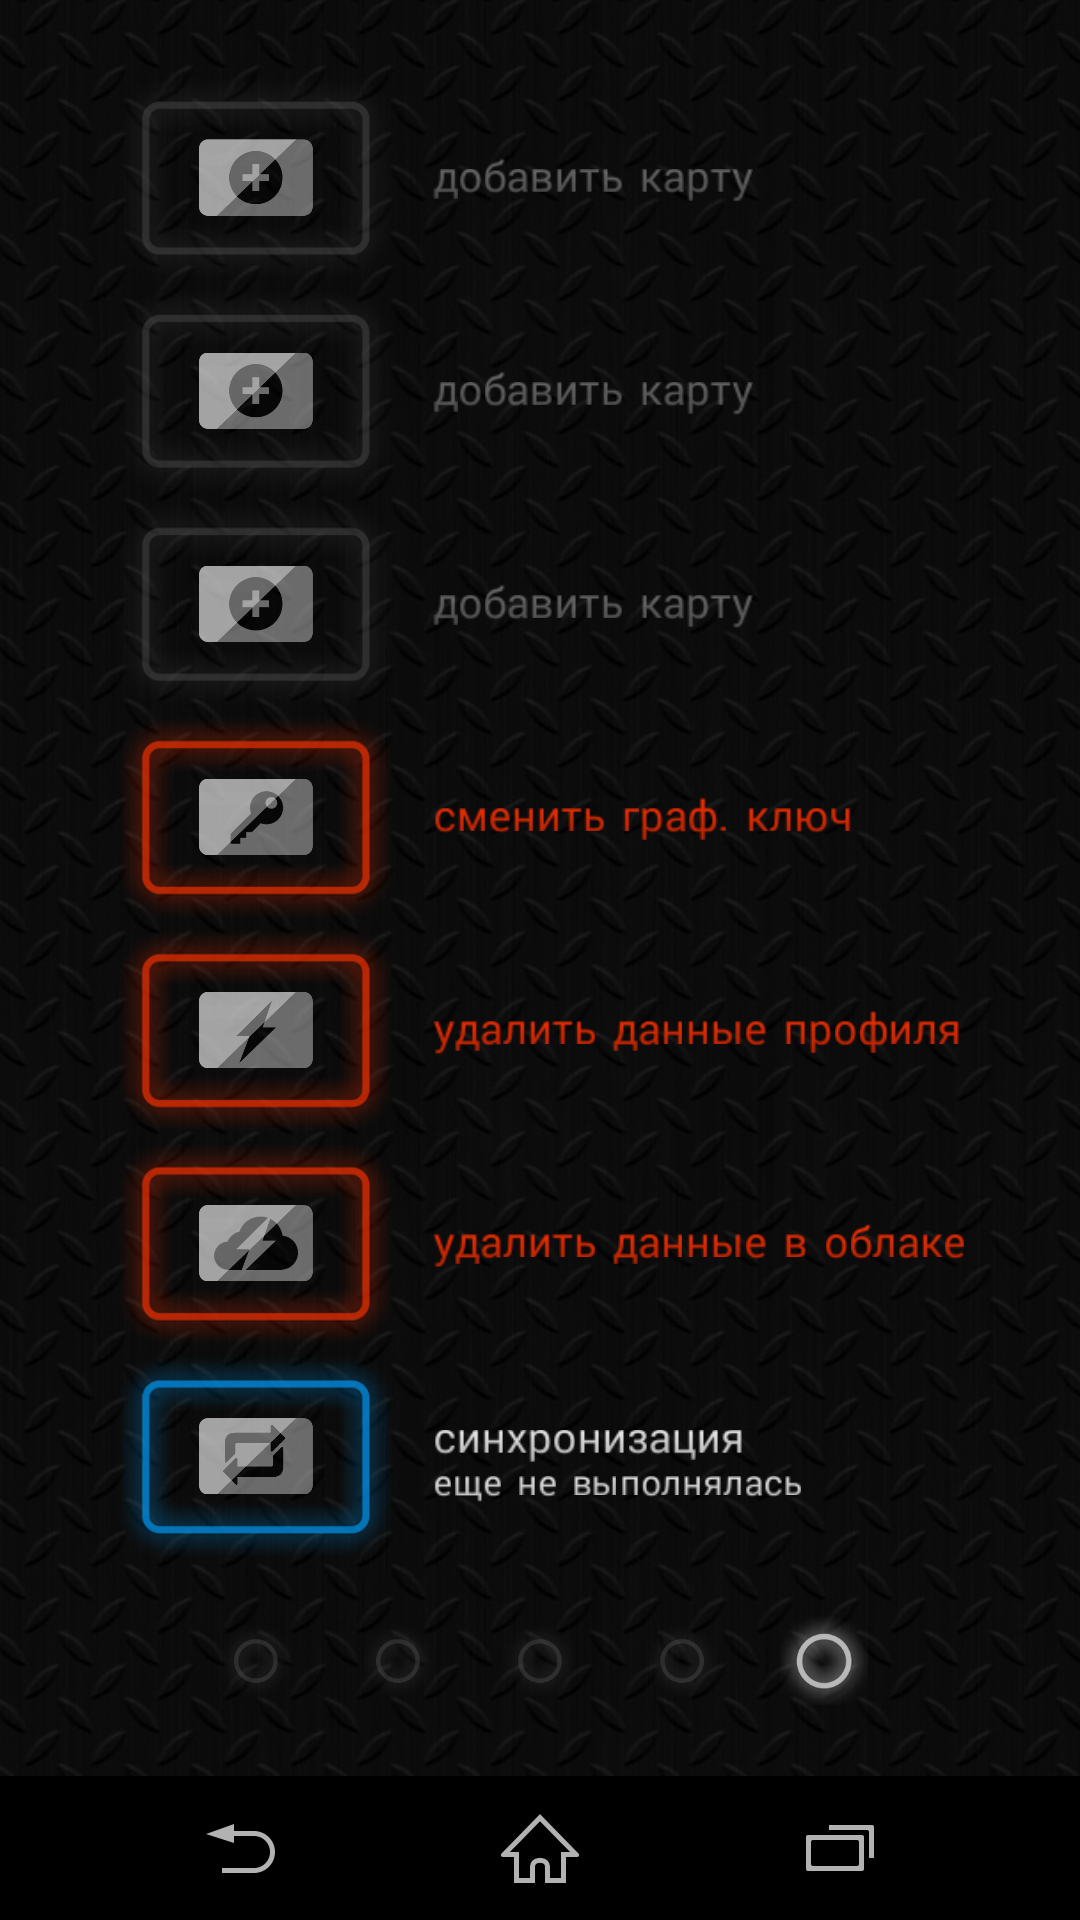 добавить карту
добавить карту
добавить карту
сменить граф. ключ
удалить данные профиля
удалить данные в облаке
синхронизация
еще не выполнялась